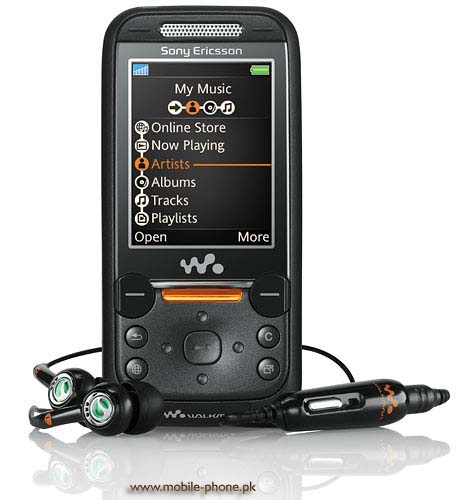 Sony Ericsson
My Music
Online Store
Now Playing
Artists
Albums
Tracks
Playlists
Open More
C
www.mobile-phone.pk